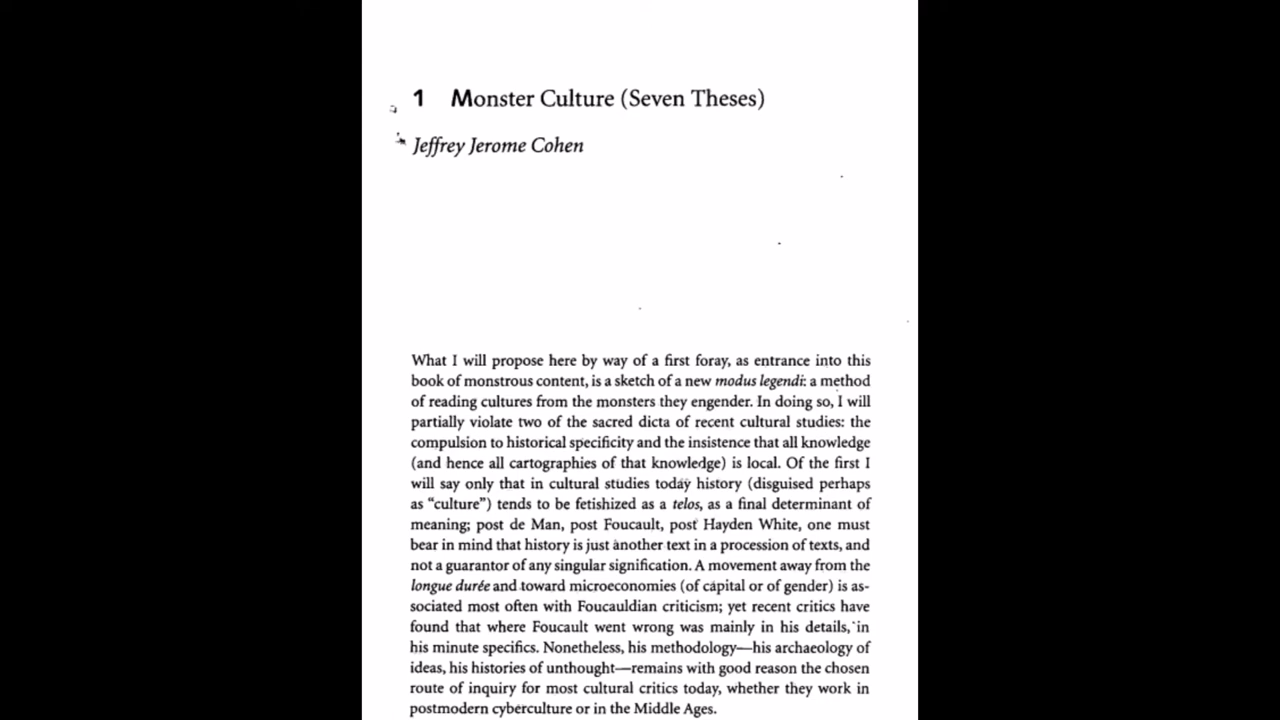 1 Monster Culture (Seven Theses)
Jeffrey Jerome Cohen
What I will propose here by way of a first foray, as entrance into this
book of monstrous content, is a sketch of a new modus legendi: a method
of reading cultures from the monsters they engender. In doing so, I will
partially violate two of the sacred dicta of recent cultural studies: the
compulsion to historical specificity and the insistence that all knowledge
(and hence all cartographies of that knowledge) is local. Of the first I
will say only that in cultural studies today history (disguised perhaps
as “culture”) tends to be fetishized as a telos, as a final determinant of
meaning; post de Man, post Foucault, post Hayden White, one must
bear in mind that history is just another text in a procession of texts, and
not a guarantor of any singular signification. A movement away from the
longue durée and toward microeconomies (of capital or of gender) is as-
sociated most often with Foucauldian criticism; yet recent critics have
found that where Foucault went wrong was mainly in his details, in
his minute specifics. Nonetheless, his methodology—his archaeology of
ideas, his histories of unthought—remains with good reason the chosen
route of inquiry for most cultural critics today, whether they work in
postmodern cyberculture or in the Middle Ages.